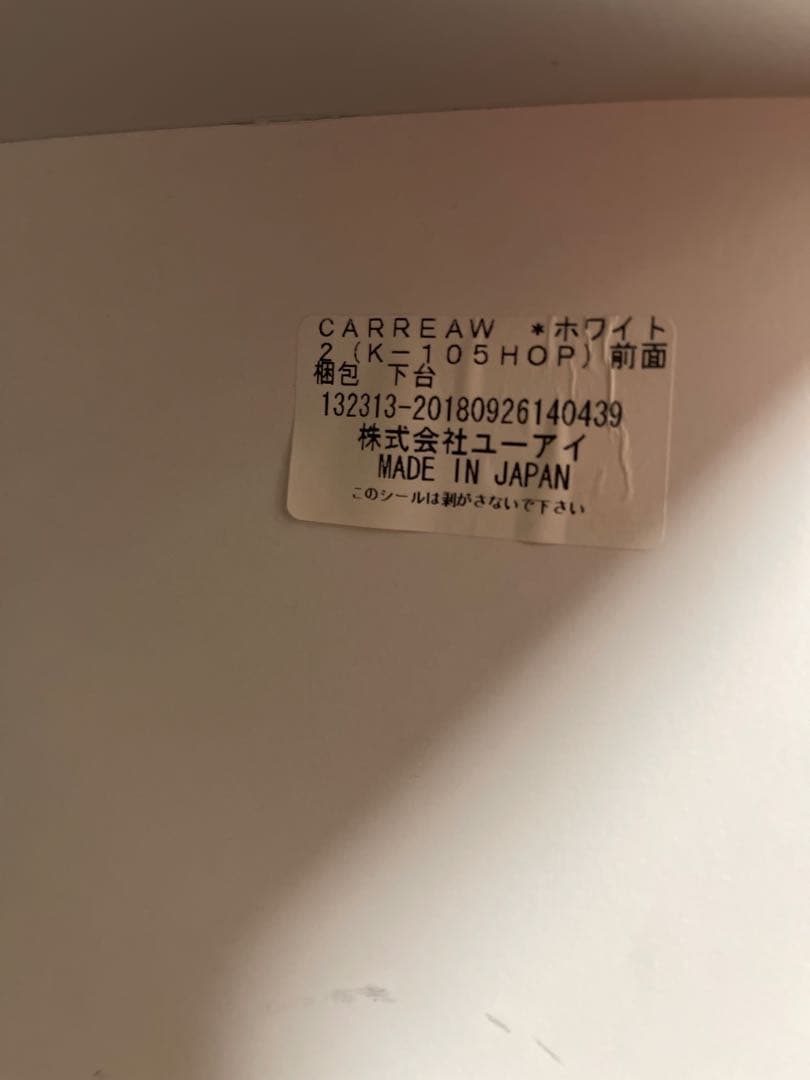 CARREAW *ホワイト
2(K-105HOP)前面
梱包 下台
132313-20180926140439
株式会社ユーアイ
MADE IN JAPAN
このシールは剥がさないで下さい